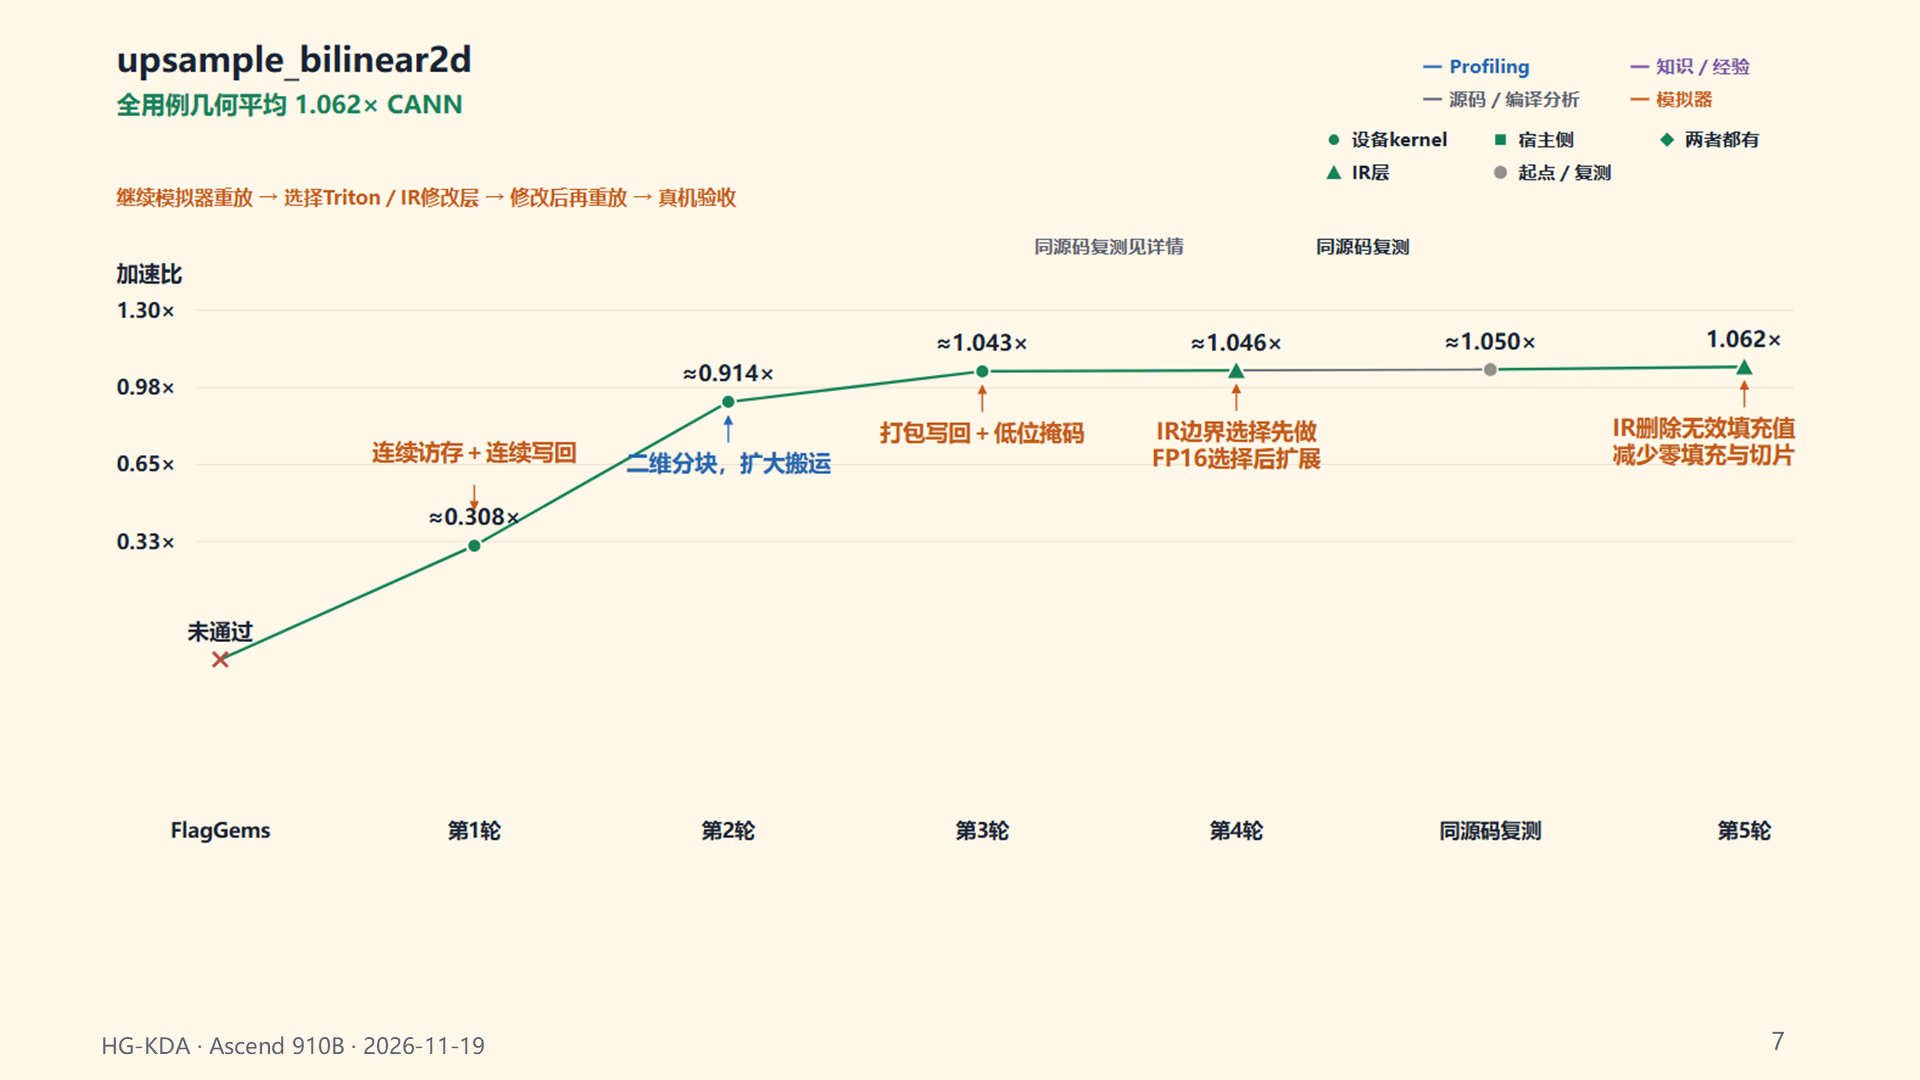 upsample_bilinear2d
全用例几何平均 1.062× CANN
— Profiling
— 知识 / 经验
— 源码 / 编译分析
— 模拟器
设备kernel
宿主侧
两者都有
IR层
起点 / 复测
继续模拟器重放 → 选择Triton / IR修改层 → 修改后再重放 → 真机验收
同源码复测见详情
同源码复测
加速比
1.30×
0.98×
0.65×
0.33×
未通过
连续访存 + 连续写回
≈0.308×
≈0.914×
二维分块，扩大搬运
≈1.043×
打包写回 + 低位掩码
≈1.046×
IR边界选择先做
FP16选择后扩展
≈1.050×
1.062×
IR删除无效填充值
减少零填充与切片
FlagGems
第1轮
第2轮
第3轮
第4轮
同源码复测
第5轮
HG-KDA · Ascend 910B · 2026-11-19
7